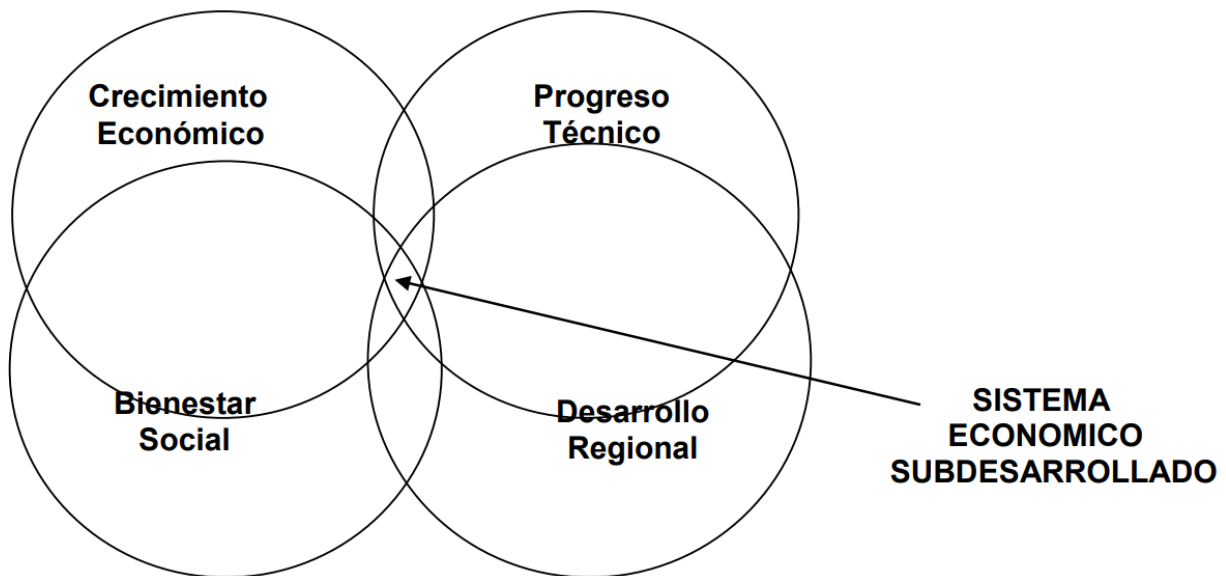 Crecimiento
Económico
Progreso
Técnico
Bienestar
Social
Desarrollo
Regional
SISTEMA
ECONOMICO
SUBDESARROLLADO